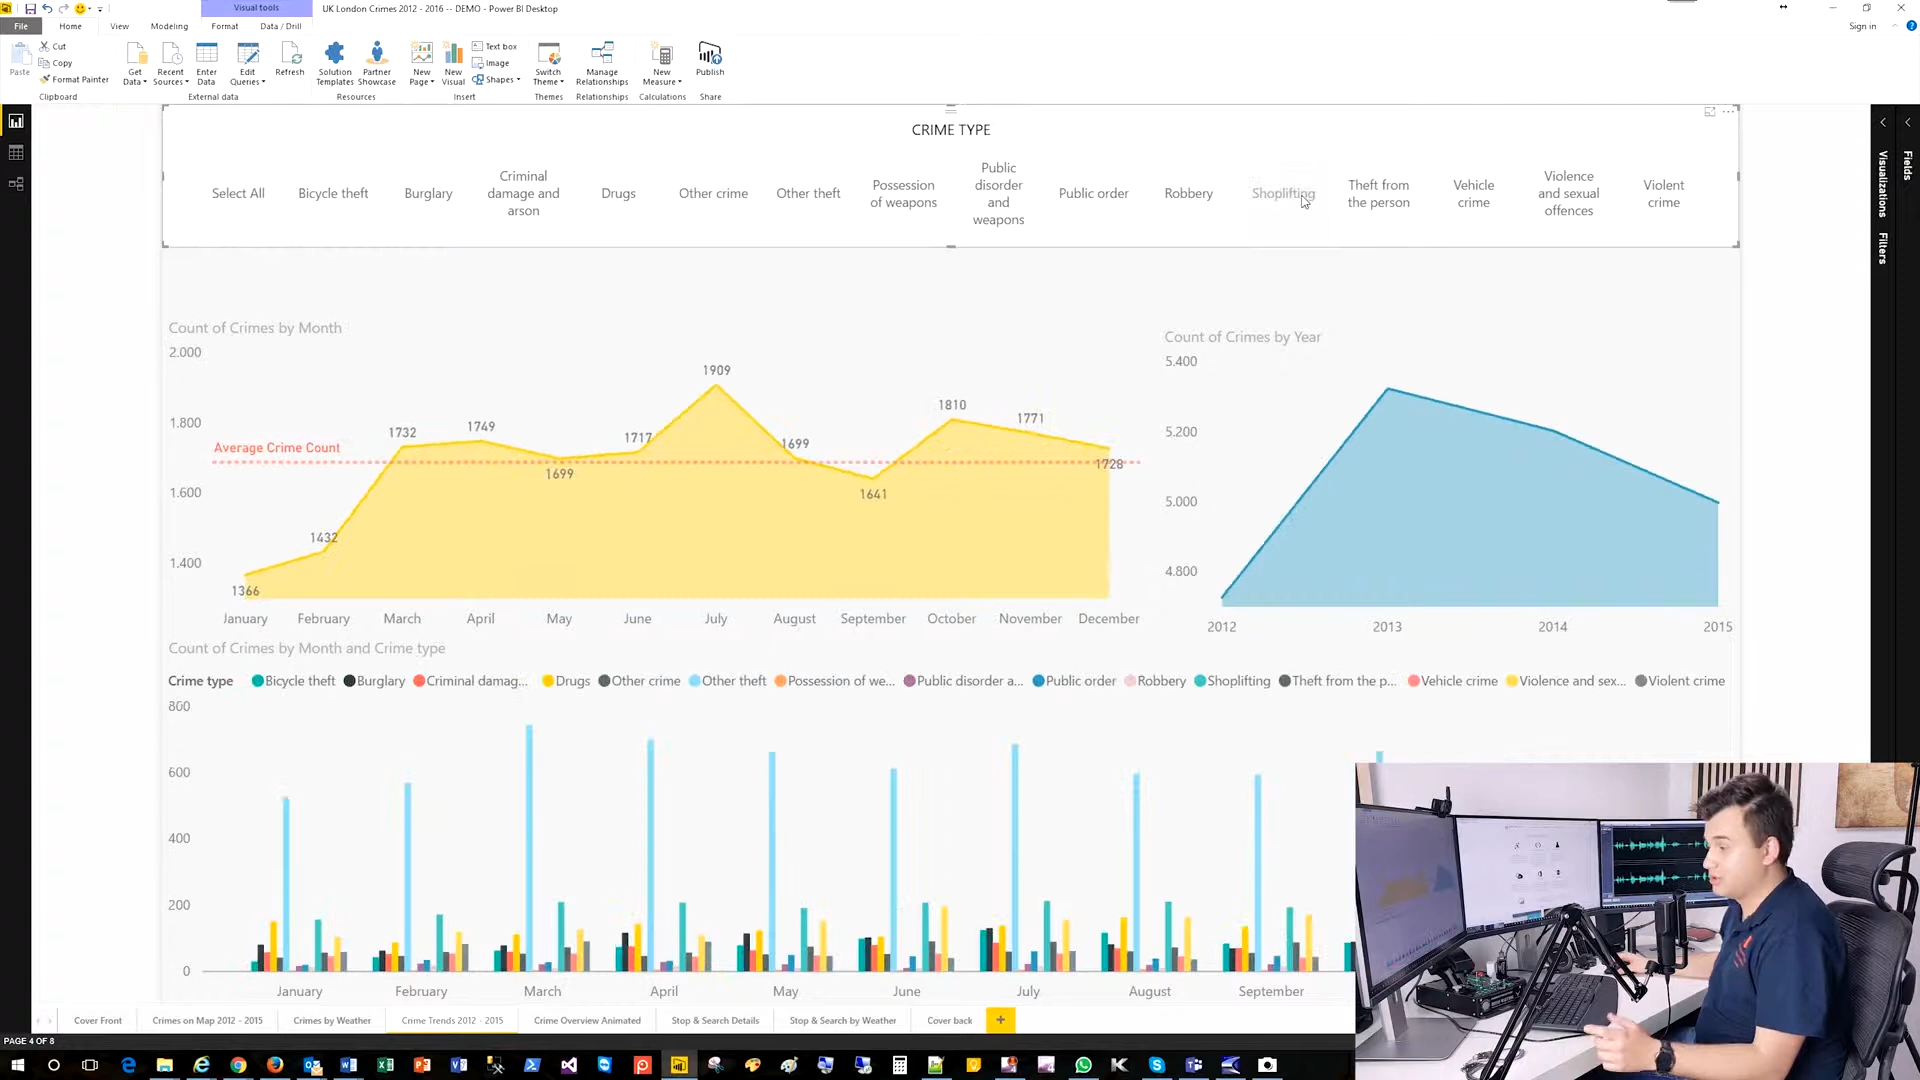 Visual tools
UK London Crimes 2012 - 2016 -- DEMO - Power BI Desktop
File
Home
View
Modeling
Format
Data / Drill
Sign in
Paste
Cut
Copy
Format Painter
Clipboard
Get Data
Recent Sources
Enter Data
Edit Queries
Refresh
External data
Solution Templates
Partner Showcase
Resources
New Page
New Visual
Text box
Image
Shapes
Insert
Switch Theme
Themes
Manage Relationships
Relationships
New Measure
Calculations
Publish
Share
CRIME TYPE
Select All
Bicycle theft
Burglary
Criminal
damage and
arson
Drugs
Other crime
Other theft
Possession
of weapons
Public
disorder
and
weapons
Public order
Robbery
Shoplifting
Theft from
the person
Vehicle
crime
Violence
and sexual
offences
Violent
crime
Visualizations
Filters
Fields
Count of Crimes by Month
2.000
1.800
1.600
1.400
Average Crime Count
1366
1432
1732
1749
1699
1717
1909
1699
1641
1810
1771
1728
January February March April May June July August September October November December
Count of Crimes by Year
5.400
5.200
5.000
4.800
2012 2013 2014 2015
Count of Crimes by Month and Crime type
Crime type Bicycle theft Burglary Criminal damag... Drugs Other crime Other theft Possession of we... Public disorder a... Public order Robbery Shoplifting Theft from the p... Vehicle crime Violence and sex... Violent crime
800
600
400
200
0
January February March April May June July August September
Cover Front
Crimes on Map 2012 - 2015
Crimes by Weather
Crime Trends 2012 - 2015
Crime Overview Animated
Stop & Search Details
Stop & Search by Weather
Cover back
+
PAGE 4 OF 8